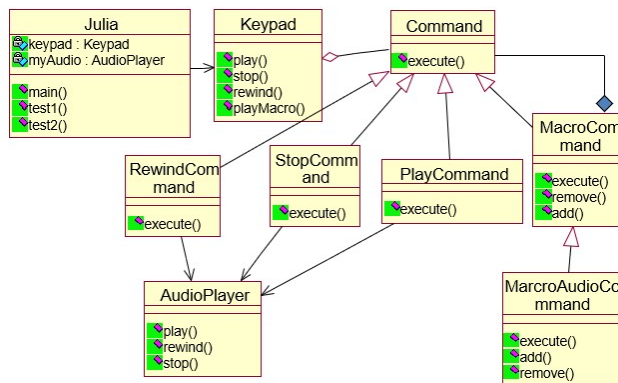 Julia
keypad : Keypad
myAudio : AudioPlayer
main()
test1()
test2()
Keypad
play()
stop()
rewind()
playMacro()
Command
execute()
RewindCom
mand
execute()
StopComm
and
execute()
PlayCommand
execute()
MacroCom
mand
execute()
remove()
add()
AudioPlayer
play()
rewind()
stop()
MarcroAudioCo
mmand
execute()
add()
remove()